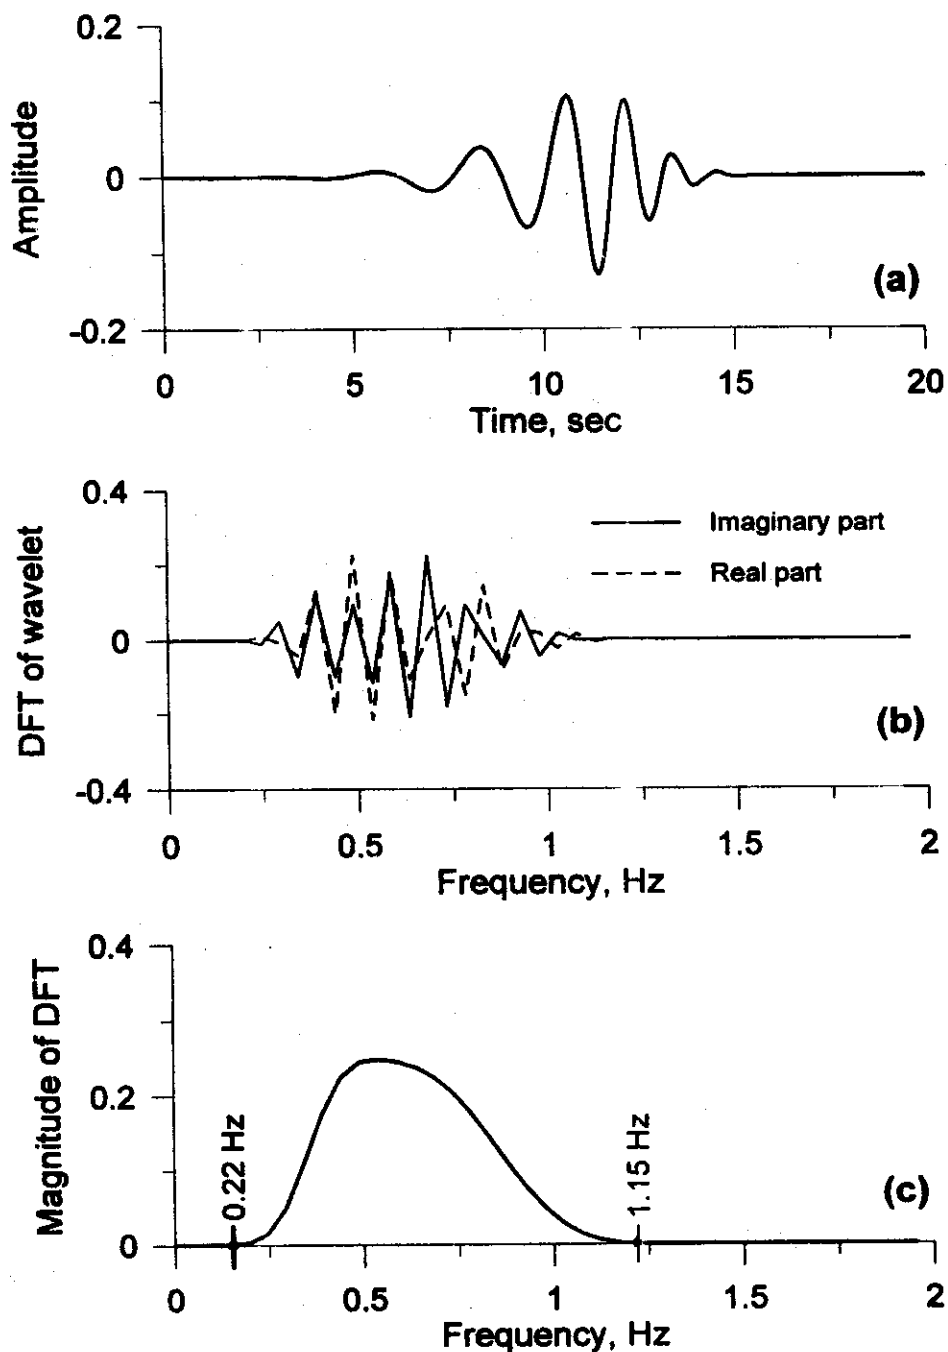 0.2
Amplitude
0
(a)
-0.2
0 5 10 15 20
Time, sec
0.4
DFT of wavelet
Imaginary part
Real part
0
(b)
-0.4
0 0.5 1 1.5 2
Frequency, Hz
0.4
Magnitude of DFT
0.2
0.22 Hz
1.15 Hz
(c)
0
0 0.5 1 1.5 2
Frequency, Hz